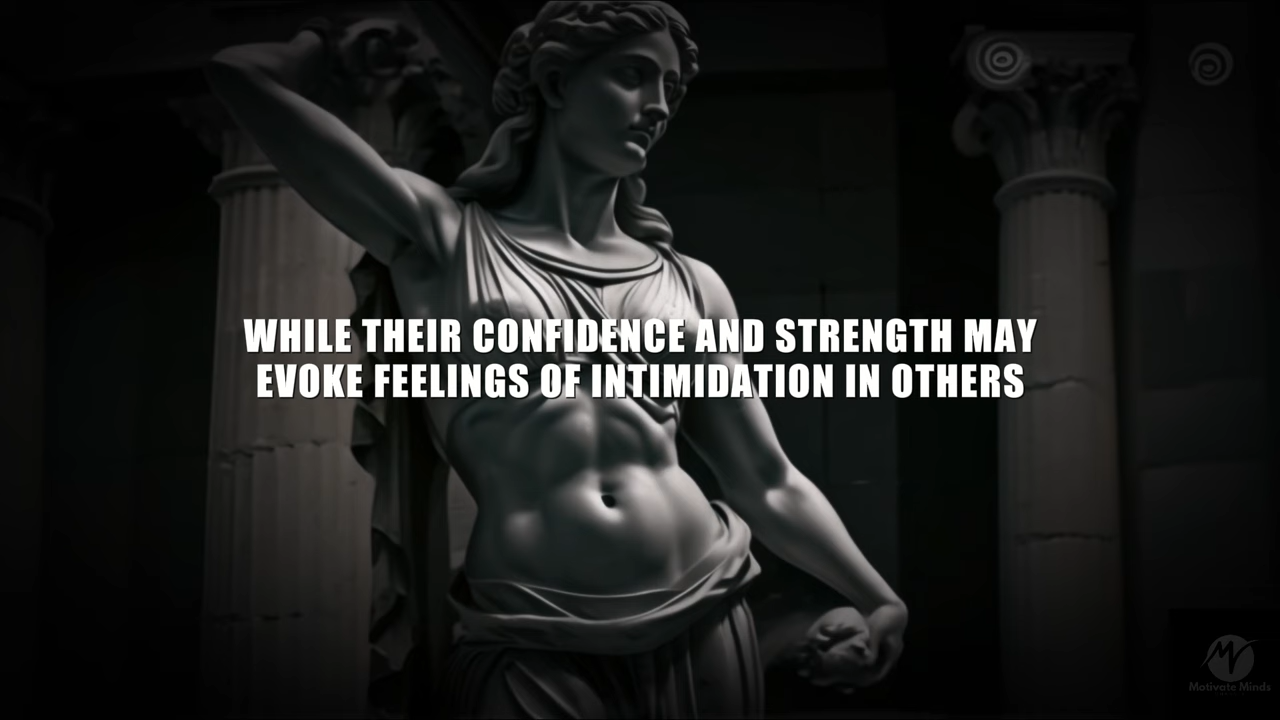 WHILE THEIR CONFIDENCE AND STRENGTH MAY
EVOKE FEELINGS OF INTIMIDATION IN OTHERS
Motivate Minds